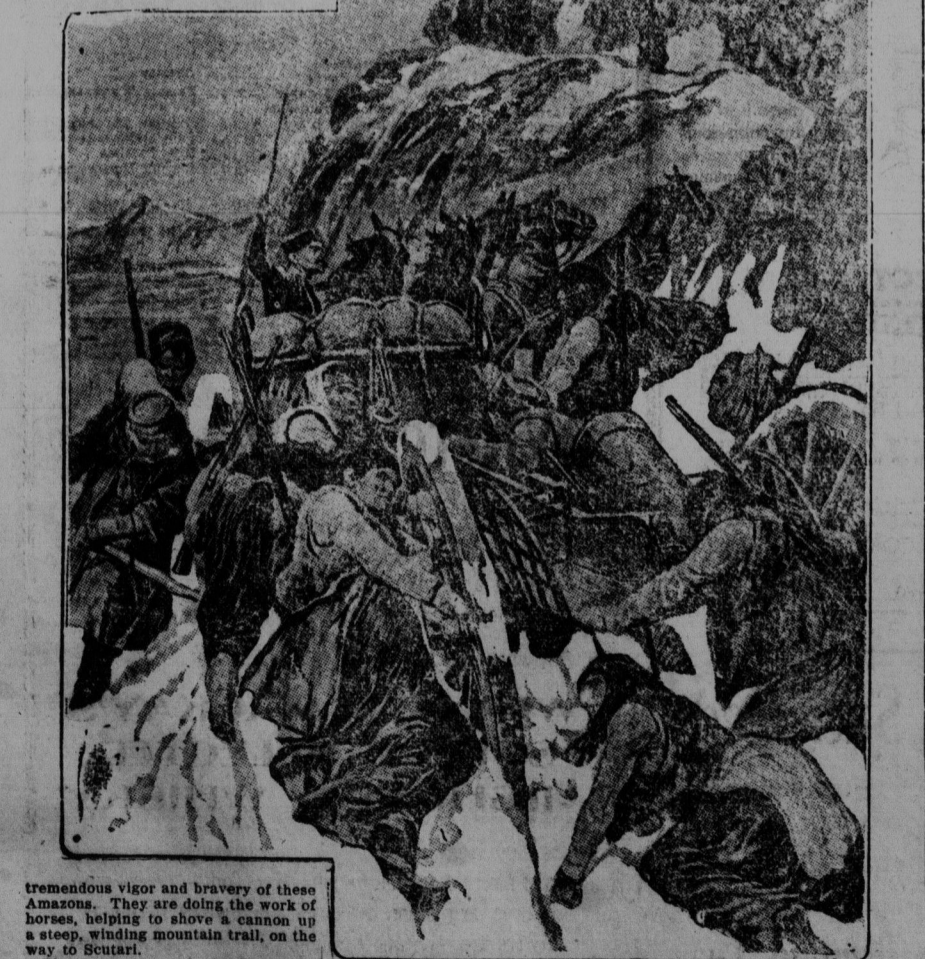 tremendous vigor and bravery of these
Amazons. They are doing the work of
horses, helping to shove a cannon up
a steep, winding mountain trail, on the
way to Scutari.